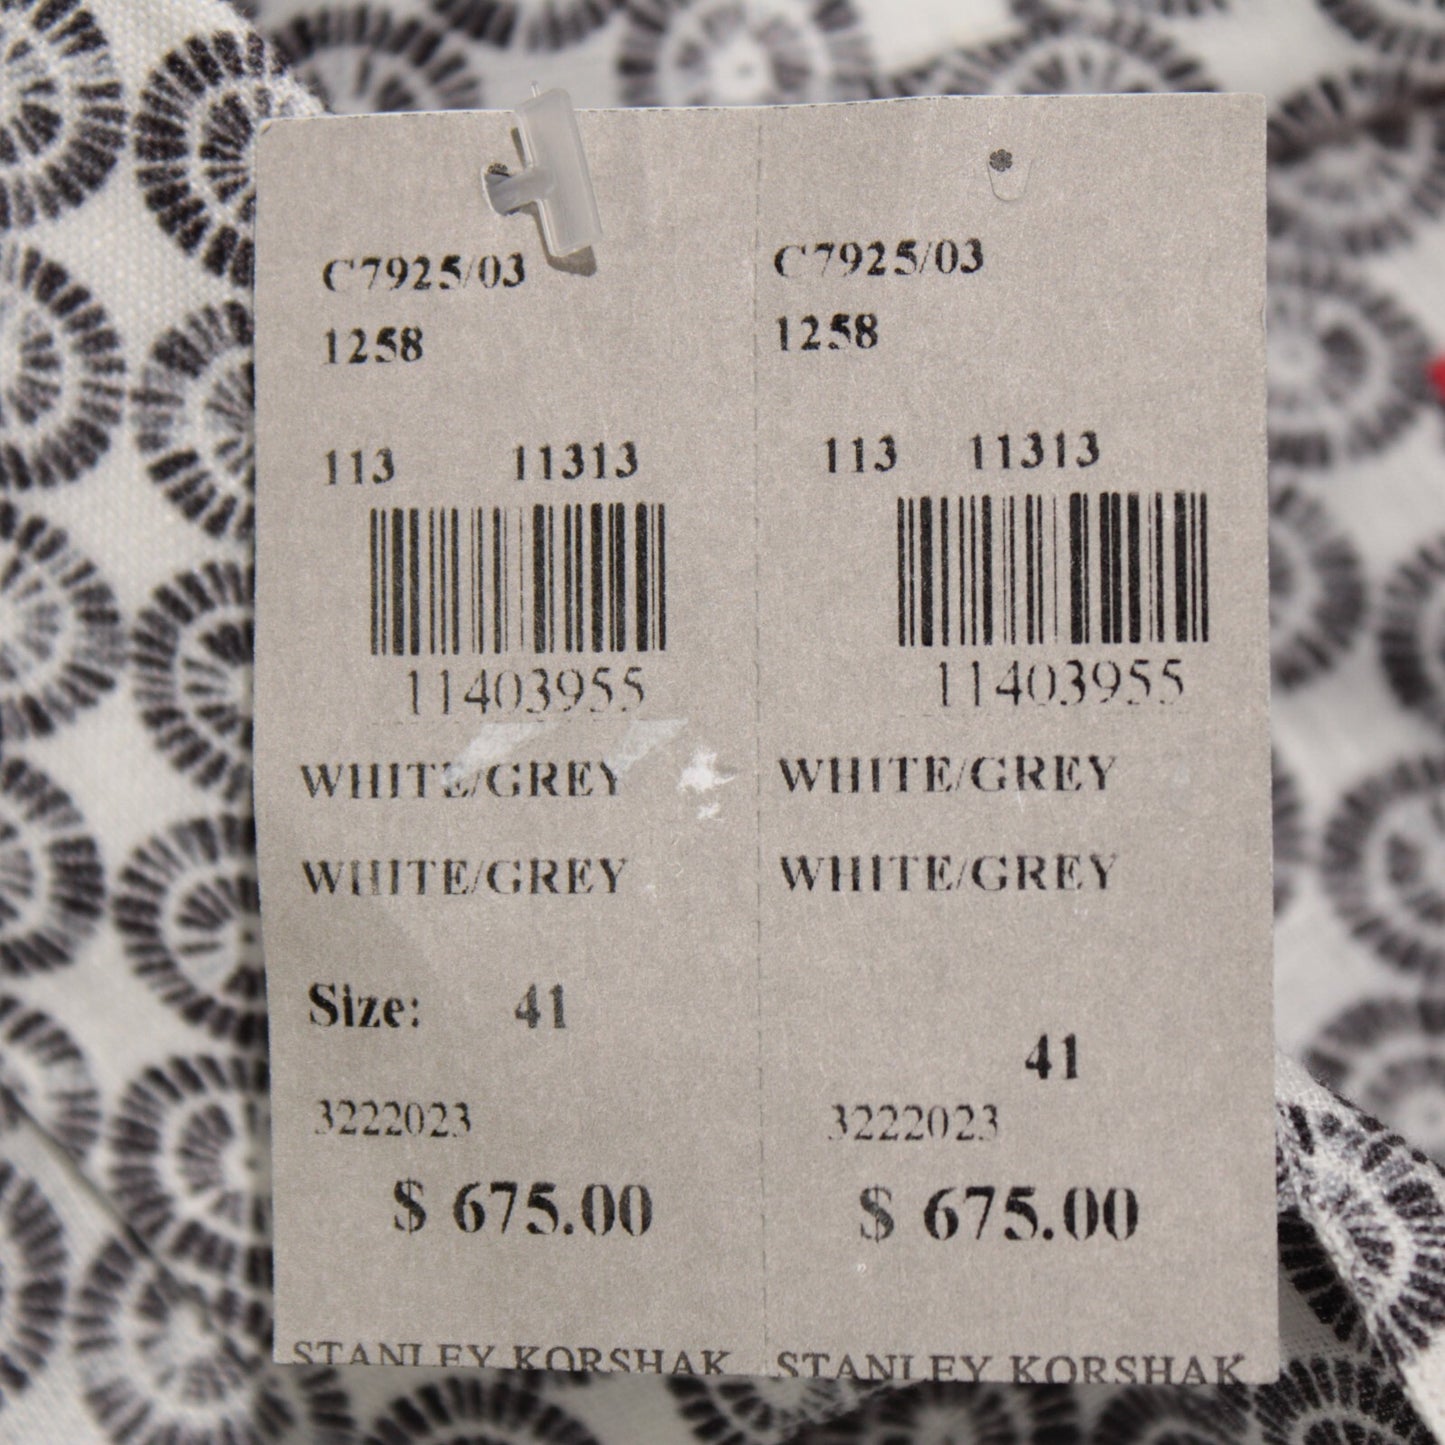 C7925/03
1258
113 11313
11403955
WHITE/GREY
WHITE/GREY
Size: 41
3222023
$ 675.00
STANLEY KORSHAK
C7925/03
1258
113 11313
11403955
WHITE/GREY
WHITE/GREY
41
3222023
$ 675.00
STANLEY KORSHAK